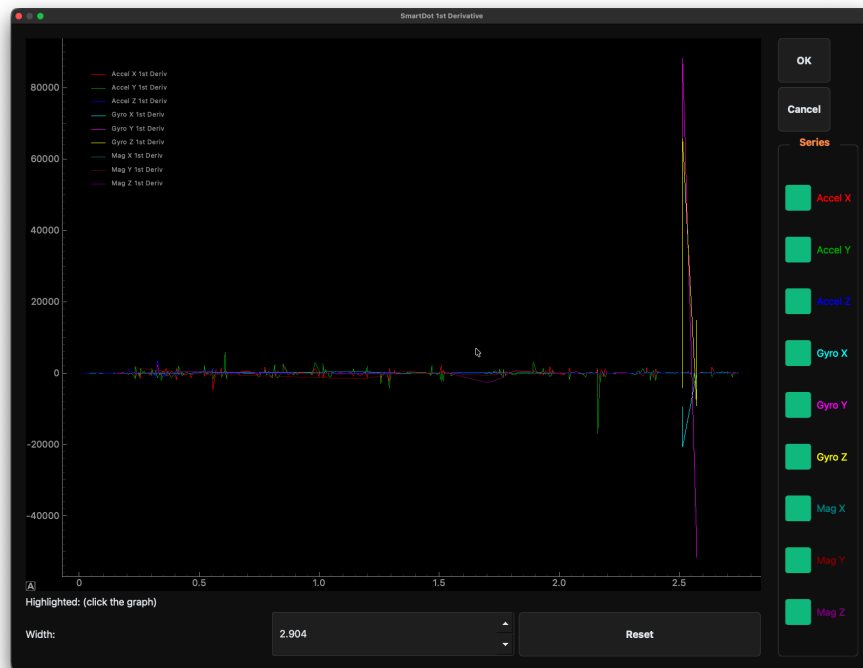 SmartDot 1st Derivative
Accel X 1st Deriv
Accel Y 1st Deriv
Accel Z 1st Deriv
Gyro X 1st Deriv
Gyro Y 1st Deriv
Gyro Z 1st Deriv
Mag X 1st Deriv
Mag Y 1st Deriv
Mag Z 1st Deriv
80000
60000
40000
20000
0
-20000
-40000
0 0.5 1.0 1.5 2.0 2.5
A
Highlighted: (click the graph)
Width:
2.904
Reset
OK
Cancel
Series
Accel X
Accel Y
Accel Z
Gyro X
Gyro Y
Gyro Z
Mag X
Mag Y
Mag Z